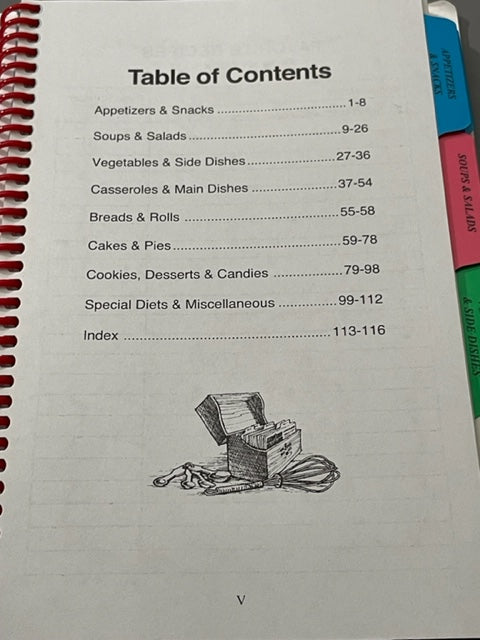 Table of Contents
Appetizers & Snacks ................................. 1-8
Soups & Salads ....................................... 9-26
Vegetables & Side Dishes ....................... 27-36
Casseroles & Main Dishes ...................... 37-54
Breads & Rolls ....................................... 55-58
Cakes & Pies .......................................... 59-78
Cookies, Desserts & Candies ................. 79-98
Special Diets & Miscellaneous ............. 99-112
Index .................................................... 113-116
V
APPETIZERS
& SNACKS
SOUPS & SALADS
& SIDE DISHES